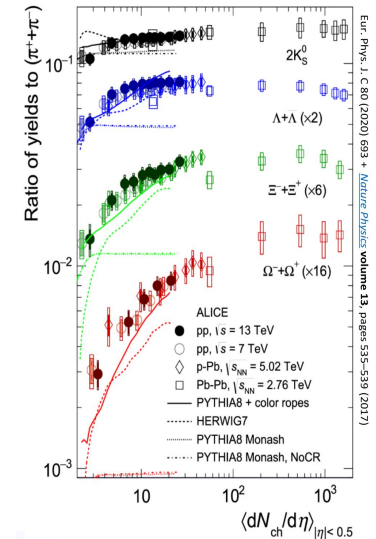 Ratio of yields to (π⁺+π⁻)
10⁻¹
10⁻²
10⁻³
2K⁰S
Λ+Λ̅ (×2)
Ξ⁻+Ξ̅⁺ (×6)
Ω⁻+Ω̅⁺ (×16)
ALICE
pp, √s = 13 TeV
pp, √s = 7 TeV
p-Pb, √sNN = 5.02 TeV
Pb-Pb, √sNN = 2.76 TeV
PYTHIA8 + color ropes
HERWIG7
PYTHIA8 Monash
PYTHIA8 Monash, NoCR
10 10² 10³
⟨dNch/dη⟩|η|< 0.5
Eur. Phys. J. C 80 (2020) 693 + Nature Physics volume 13, pages 535–539 (2017)